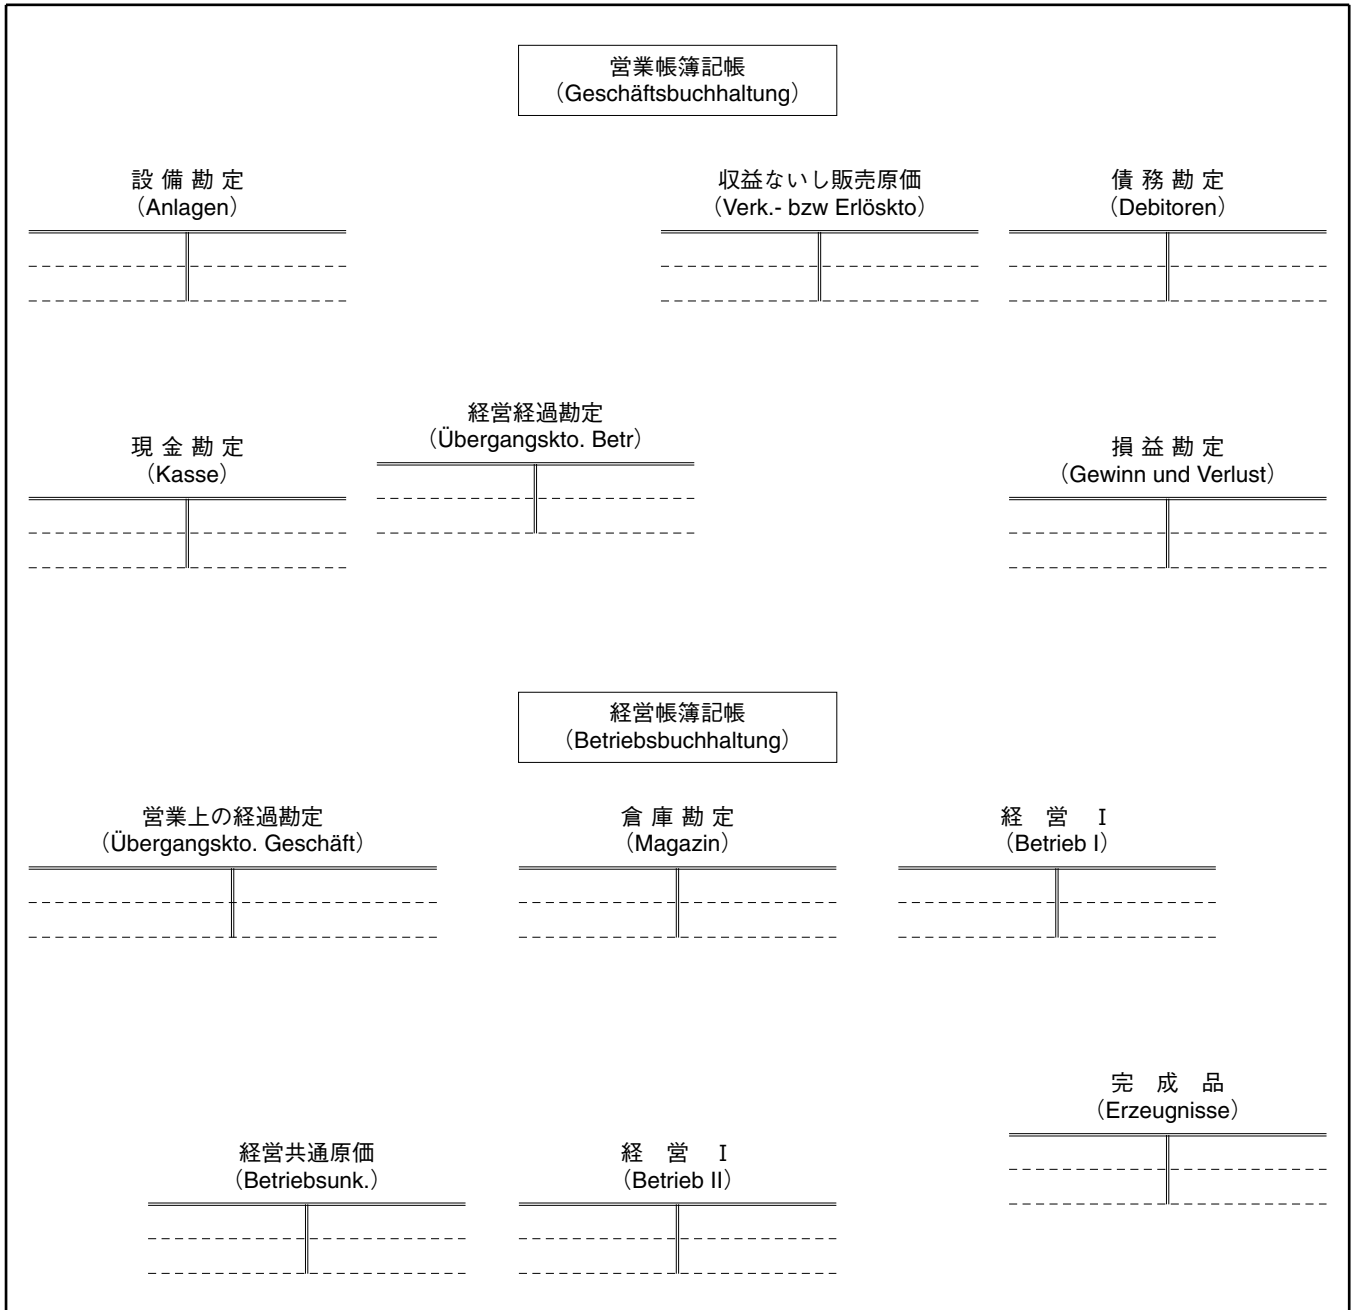 営業帳簿記帳
（Geschäftsbuchhaltung）
設 備 勘 定
（Anlagen）
収益ないし販売原価
（Verk.- bzw Erlöskto）
債 務 勘 定
（Debitoren）
経営経過勘定
（Übergangskto. Betr）
現 金 勘 定
（Kasse）
損 益 勘 定
（Gewinn und Verlust）
経営帳簿記帳
（Betriebsbuchhaltung）
営業上の経過勘定
（Übergangskto. Geschäft）
倉 庫 勘 定
（Magazin）
経　営　I
（Betrieb I）
完　成　品
（Erzeugnisse）
経営共通原価
（Betriebsunk.）
経　営　I
（Betrieb II）